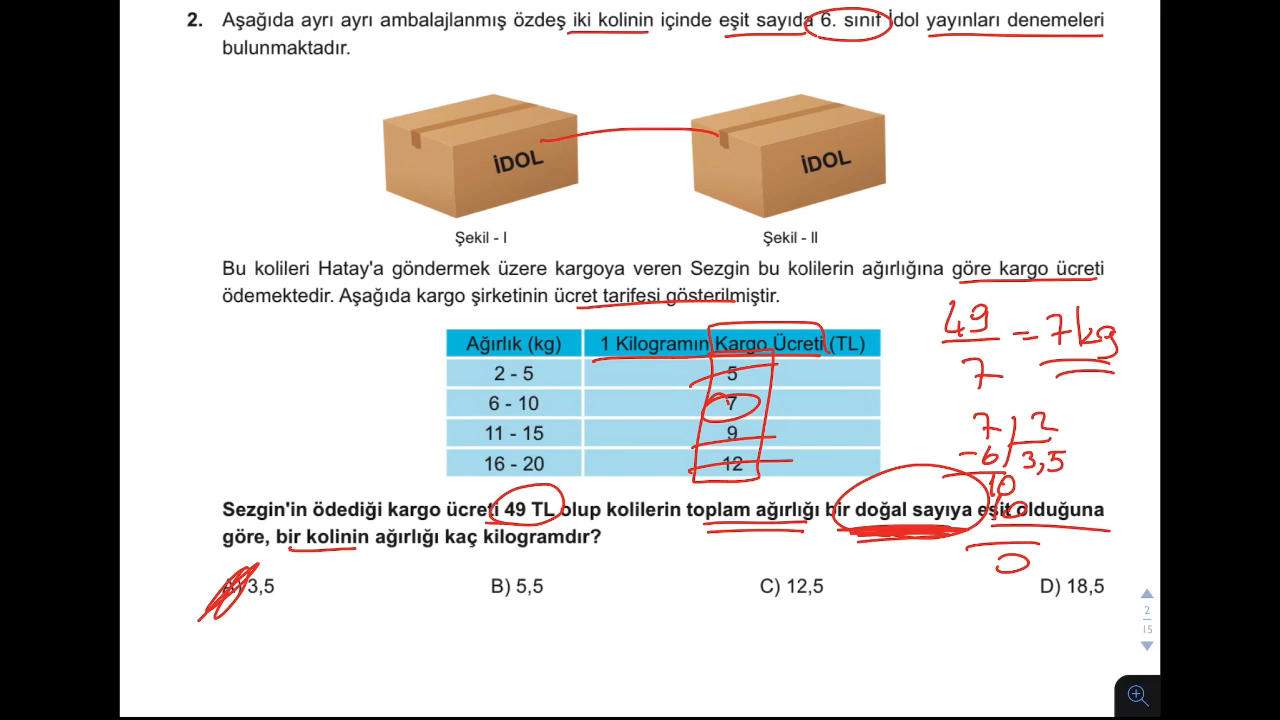 2. Aşağıda ayrı ayrı ambalajlanmış özdeş iki kolinin içinde eşit sayıda 6. sınıf İdol yayınları denemeleri
bulunmaktadır.
İDOL
İDOL
Şekil - I
Şekil - II
Bu kolileri Hatay'a göndermek üzere kargoya veren Sezgin bu kolilerin ağırlığına göre kargo ücreti
ödemektedir. Aşağıda kargo şirketinin ücret tarifesi gösterilmiştir.
Ağırlık (kg) 1 Kilogramın Kargo Ücreti (TL)
2 - 5 5
6 - 10 7
11 - 15 9
16 - 20 12
49
7
= 7kg
7 2
-6 3,5
10
10
0
Sezgin'in ödediği kargo ücreti 49 TL olup kolilerin toplam ağırlığı bir doğal sayıya eşit olduğuna
göre, bir kolinin ağırlığı kaç kilogramdır?
A) 3,5 B) 5,5 C) 12,5 D) 18,5
2
15